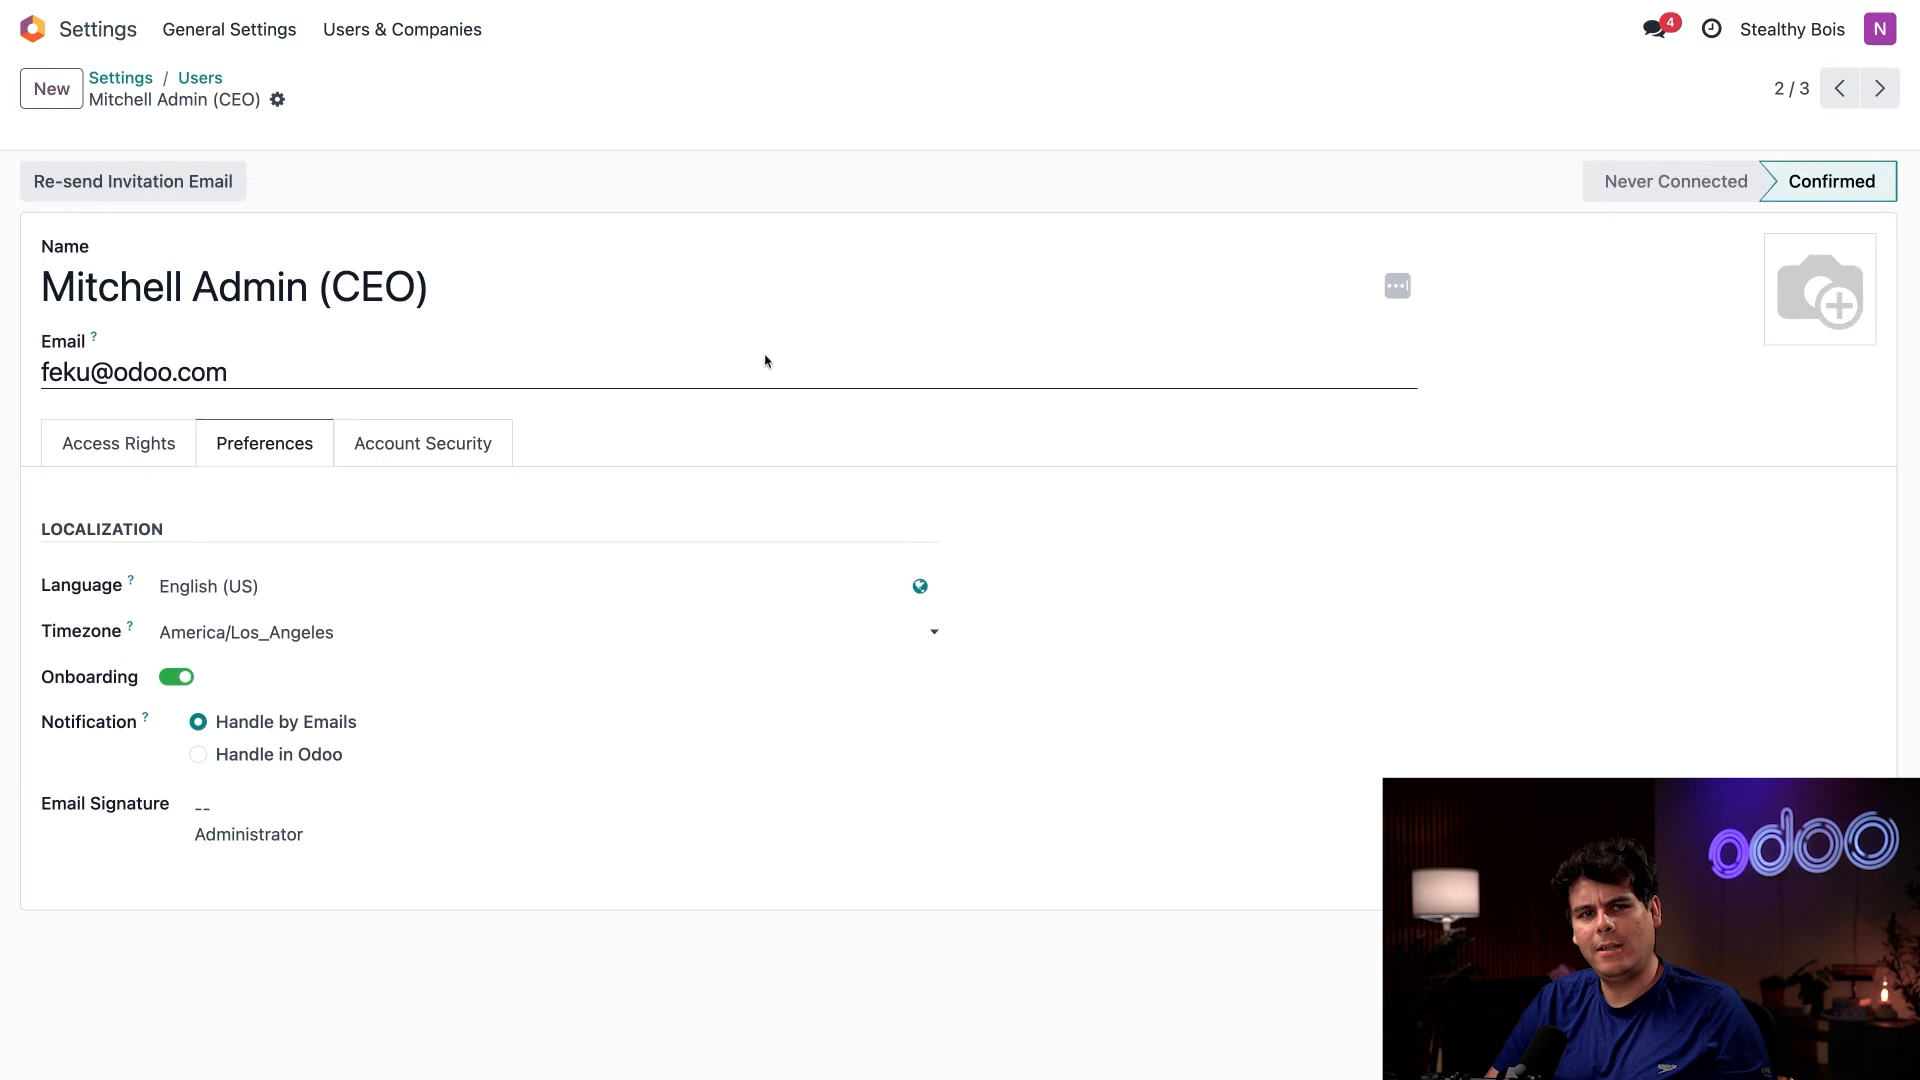 Settings General Settings Users & Companies 4 Stealthy Bois N
New Settings / Users
Mitchell Admin (CEO) 2 / 3
Re-send Invitation Email Never Connected Confirmed
Name
Mitchell Admin (CEO)
Email ?
feku@odoo.com
Access Rights Preferences Account Security
LOCALIZATION
Language ? English (US)
Timezone ? America/Los_Angeles
Onboarding
Notification ? Handle by Emails
Handle in Odoo
Email Signature --
Administrator
odoo